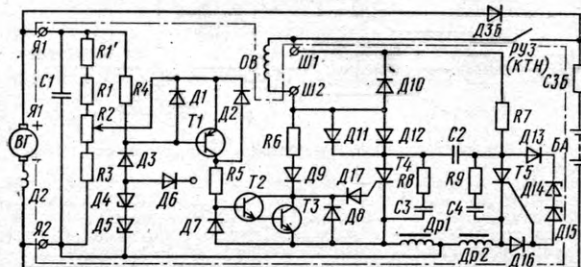 Д3Б
Я1
R1'
R4
ОВ
Ш1
РУЗ
(КТН)
С3Б
C1
R1
Д1
Д2
Ш2
Д10
R7
Я1
+
R2
T1
R6
Д11
Д12
C2
Д13
БА
ВГ
Д3
R5
Д9
Д17
T4
R8
R9
T5
Д14
R3
Д6
T2
Д2
Д4
T3
Д8
C3
C4
Д15
Я2
Д5
Д7
Др1
Др2
Д16